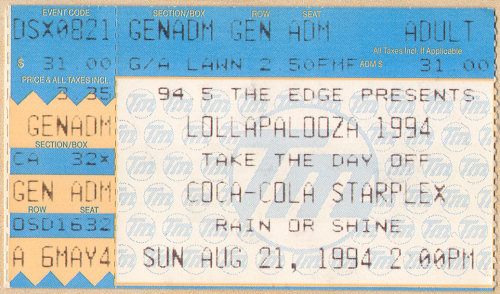 EVENT CODE SECTION/BOX ROW SEAT
DSX0821 GENADM GEN ADM ADULT
All Taxes Incl. If Applicable
$ 31.00 G/A LAWN 2.50PMF ADM $ 31.00
PRICE & ALL TAXES INCL.
3.35 94 5 THE EDGE PRESENTS
GENADM LOLLAPALOOZA 1994
SECTION/BOX
CA 32X TAKE THE DAY OFF
GEN ADM COCA-COLA STARPLEX
ROW SEAT
OSD1632 RAIN OR SHINE
A 6MAY4 SUN AUG 21, 1994 2 00PM
Tm